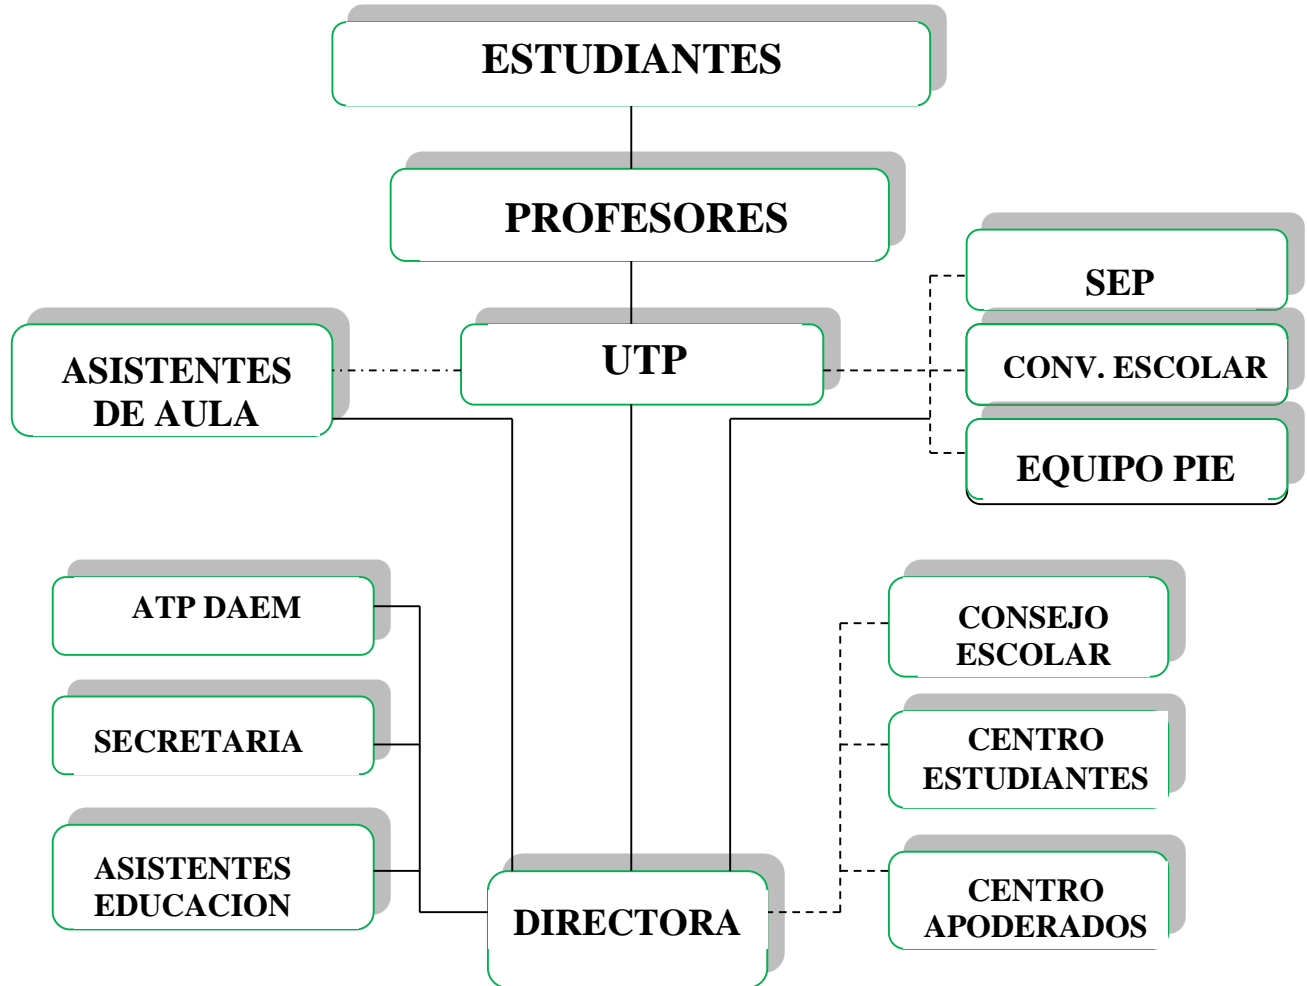 ESTUDIANTES
PROFESORES
SEP
UTP
ASISTENTES
DE AULA
CONV. ESCOLAR
EQUIPO PIE
ATP DAEM
CONSEJO
ESCOLAR
SECRETARIA
CENTRO
ESTUDIANTES
ASISTENTES
EDUCACION
CENTRO
APODERADOS
DIRECTORA